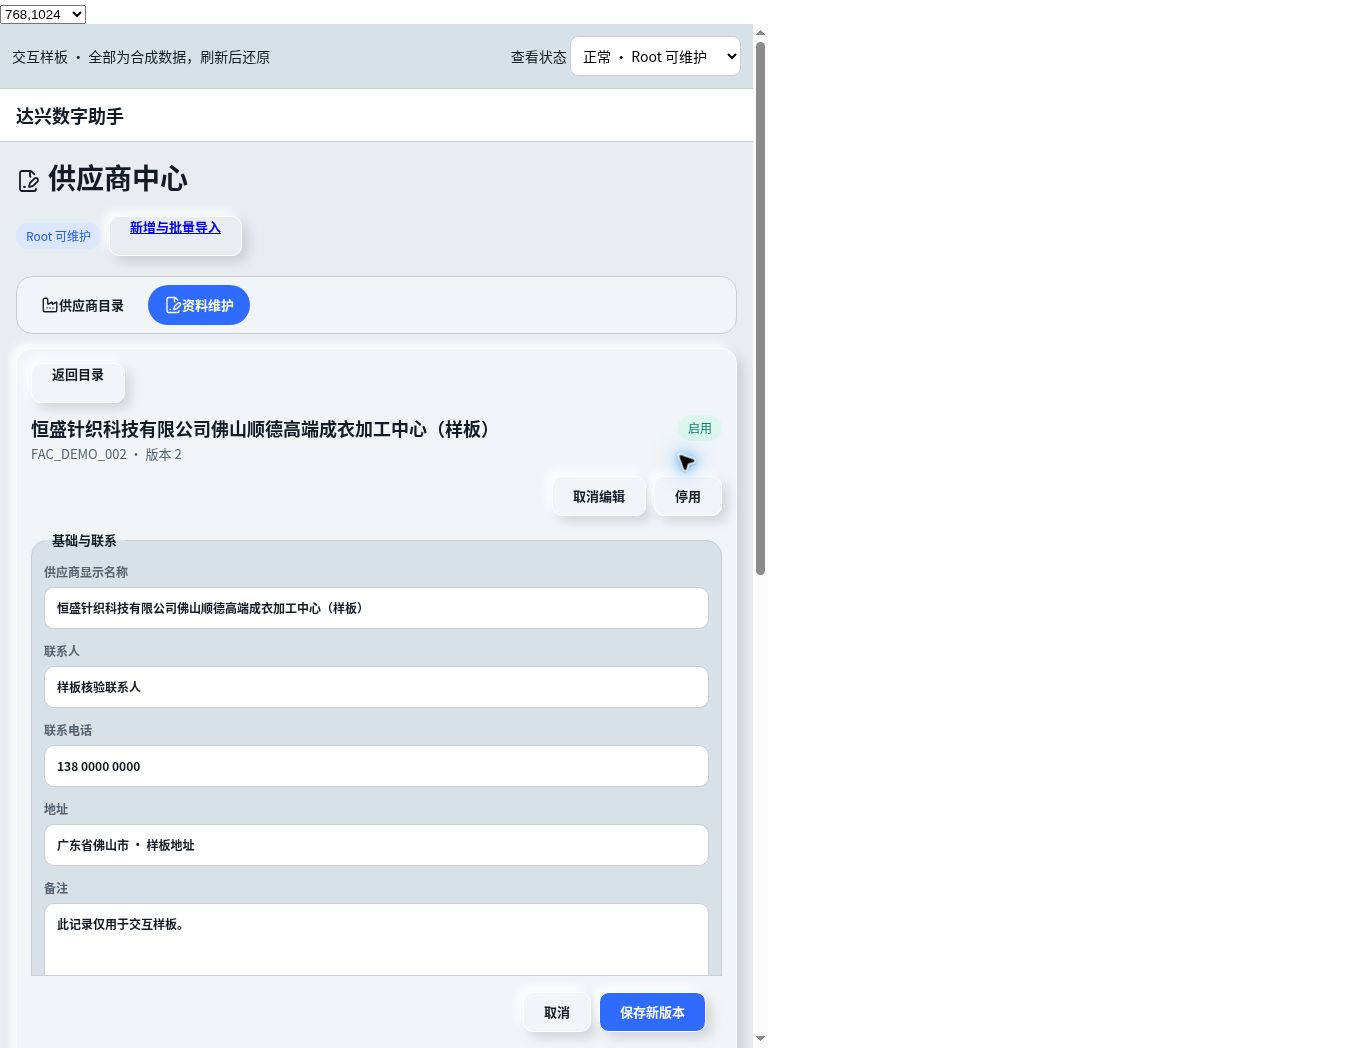 768,1024
交互样板 · 全部为合成数据，刷新后还原
查看状态 正常 · Root 可维护
达兴数字助手
供应商中心
Root 可维护 新增与批量导入
供应商目录 资料维护
返回目录
恒盛针织科技有限公司佛山顺德高端成衣加工中心（样板） 启用
FAC_DEMO_002 · 版本 2
取消编辑 停用
基础与联系
供应商显示名称
恒盛针织科技有限公司佛山顺德高端成衣加工中心（样板）
联系人
样板核验联系人
联系电话
138 0000 0000
地址
广东省佛山市 · 样板地址
备注
此记录仅用于交互样板。
取消 保存新版本